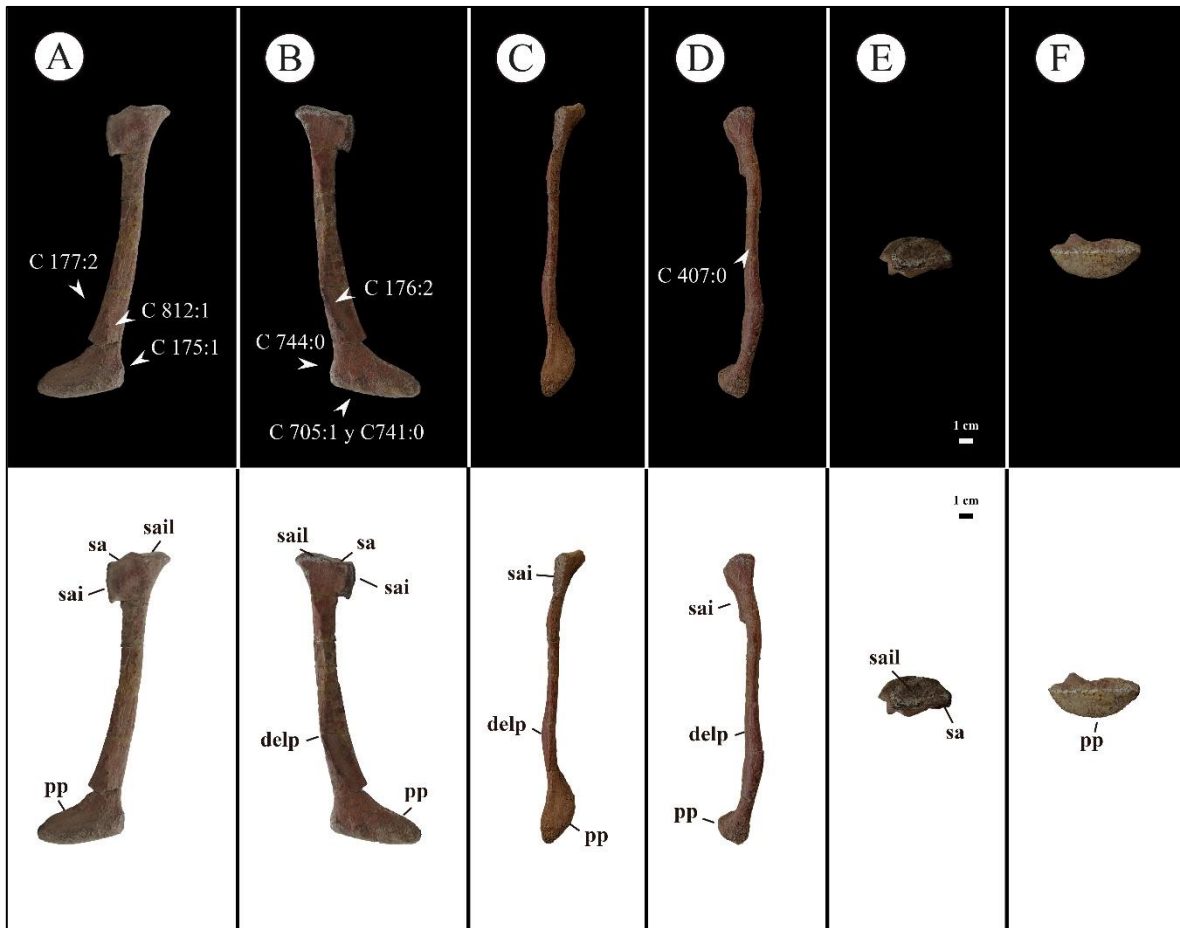 A
B
C
D
E
F
C 177:2
C 812:1
C 175:1
C 176:2
C 744:0
C 705:1 y C741:0
C 407:0
1 cm
1 cm
sail
sa
sai
pp
sail
sa
sai
delp
pp
sai
delp
pp
sai
delp
pp
sail
sa
pp